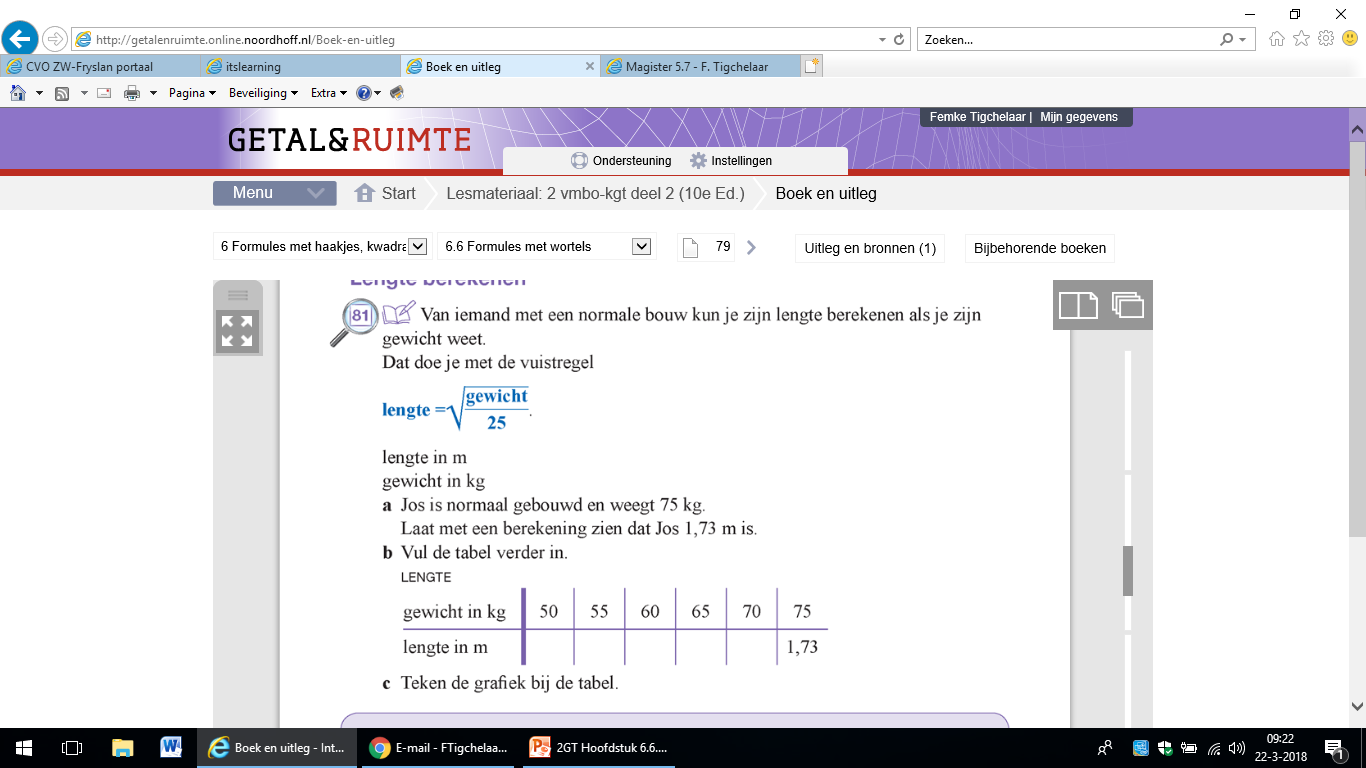 http://getalenruimte.online.noordhoff.nl/Boek-en-uitleg
Zoeken...
CVO ZW-Fryslan portaal
itslearning
Boek en uitleg
Magister 5.7 - F. Tigchelaar
Pagina
Beveiliging
Extra
Femke Tigchelaar | Mijn gegevens
GETAL&RUIMTE
Ondersteuning
Instellingen
Menu
Start
Lesmateriaal: 2 vmbo-kgt deel 2 (10e Ed.)
Boek en uitleg
6 Formules met haakjes, kwadra
6.6 Formules met wortels
79
Uitleg en bronnen (1)
Bijbehorende boeken
Lengte berekenen
81 Van iemand met een normale bouw kun je zijn lengte berekenen als je zijn
gewicht weet.
Dat doe je met de vuistregel
lengte = √(gewicht/25).
lengte in m
gewicht in kg
a Jos is normaal gebouwd en weegt 75 kg.
Laat met een berekening zien dat Jos 1,73 m is.
b Vul de tabel verder in.
LENGTE
gewicht in kg 50 55 60 65 70 75
lengte in m 1,73
c Teken de grafiek bij de tabel.
Boek en uitleg - Int...
E-mail - FTigchelaa...
2GT Hoofdstuk 6.6....
09:22
22-3-2018
1